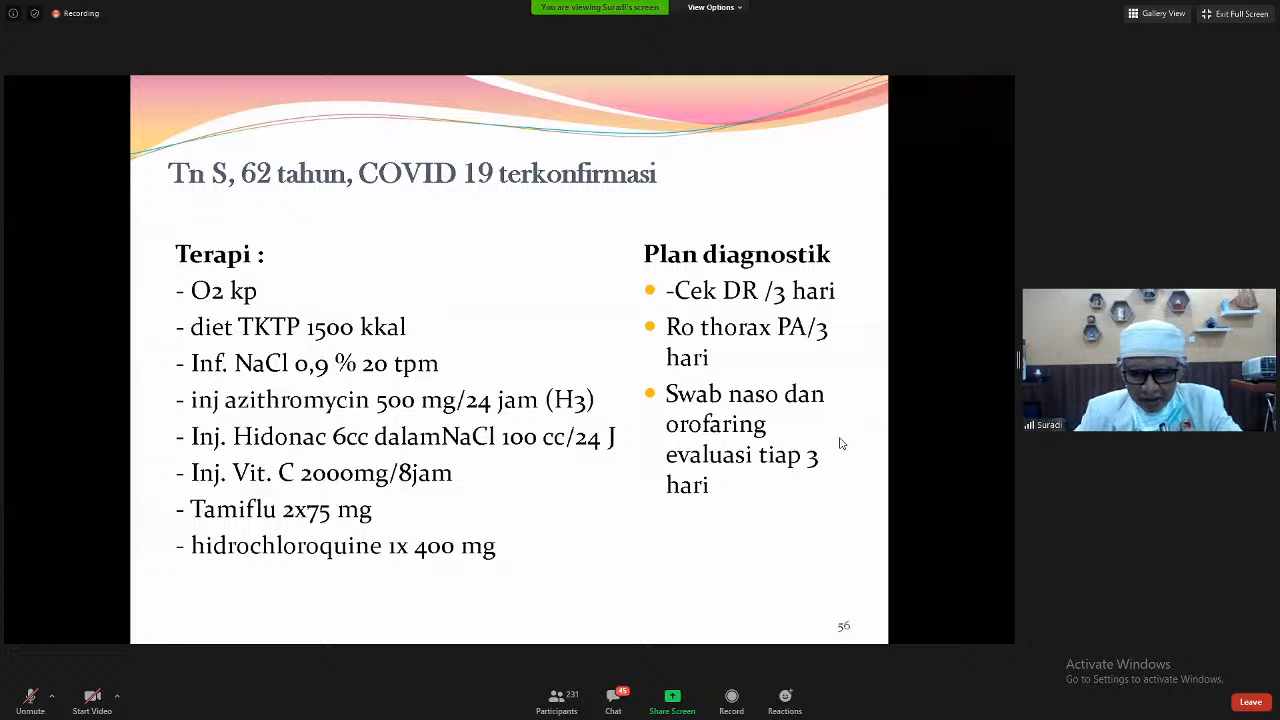 Recording
You are viewing Suradi's screen
View Options
Gallery View
Exit Full Screen
Tn S, 62 tahun, COVID 19 terkonfirmasi
Terapi :
- O2 kp
- diet TKTP 1500 kkal
- Inf. NaCl 0,9 % 20 tpm
- inj azithromycin 500 mg/24 jam (H3)
- Inj. Hidonac 6cc dalamNaCl 100 cc/24 J
- Inj. Vit. C 2000mg/8jam
- Tamiflu 2x75 mg
- hidrochloroquine 1x 400 mg
Plan diagnostik
-Cek DR /3 hari
Ro thorax PA/3
hari
Swab naso dan
orofaring
evaluasi tiap 3
hari
56
Suradi
Activate Windows
Go to Settings to activate Windows.
Unmute
Start Video
231
Participants
45
Chat
Share Screen
Record
Reactions
Leave